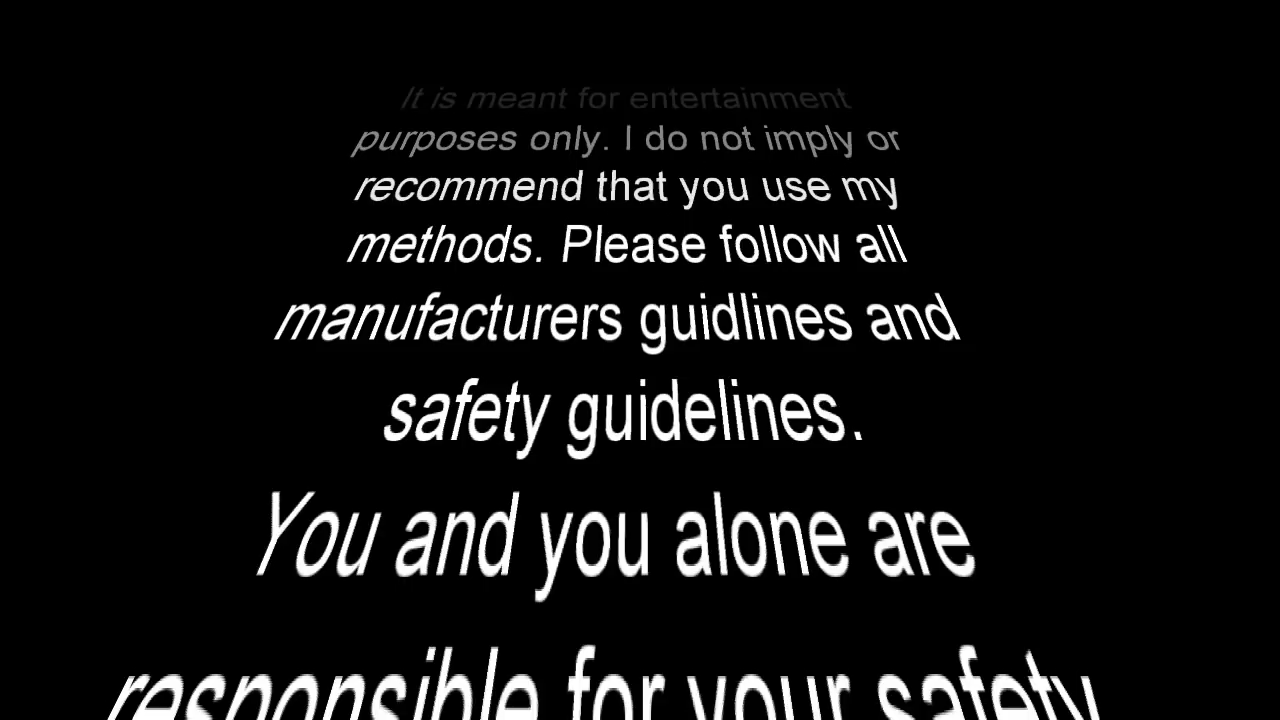 It is meant for entertainment
purposes only. I do not imply or
recommend that you use my
methods. Please follow all
manufacturers guidlines and
safety guidelines.
You and you alone are
responsible for your safety